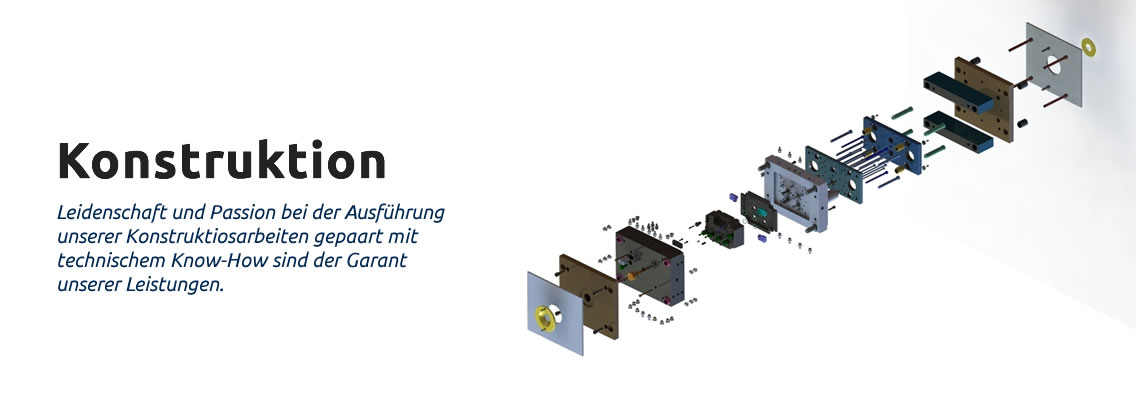 Konstruktion
Leidenschaft und Passion bei der Ausführung
unserer Konstruktiosarbeiten gepaart mit
technischem Know-How sind der Garant
unserer Leistungen.